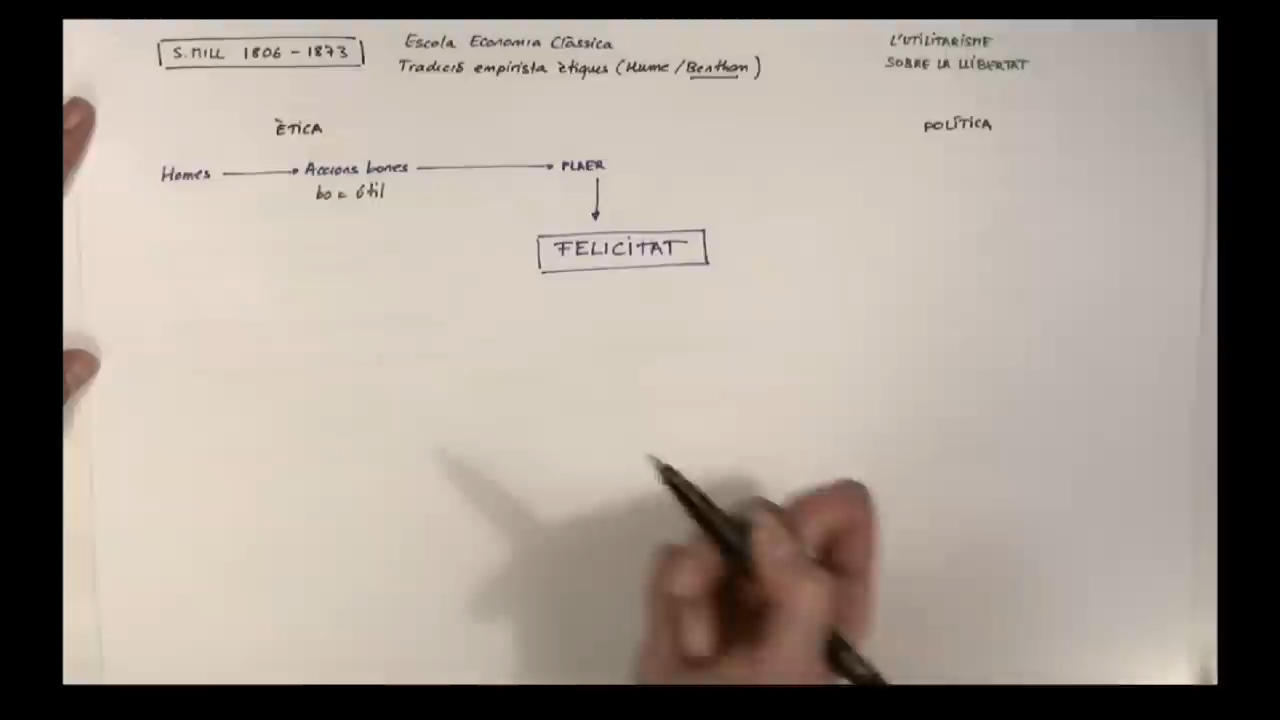 S. MILL 1806 - 1873
Escola Economia Clàssica
Tradició empirista ètiques (Hume / Benthan)
L'UTILITARISME
SOBRE LA LLIBERTAT
ÈTICA
POLÍTICA
Homes → Accions bones → PLAER
bo = útil
FELICITAT